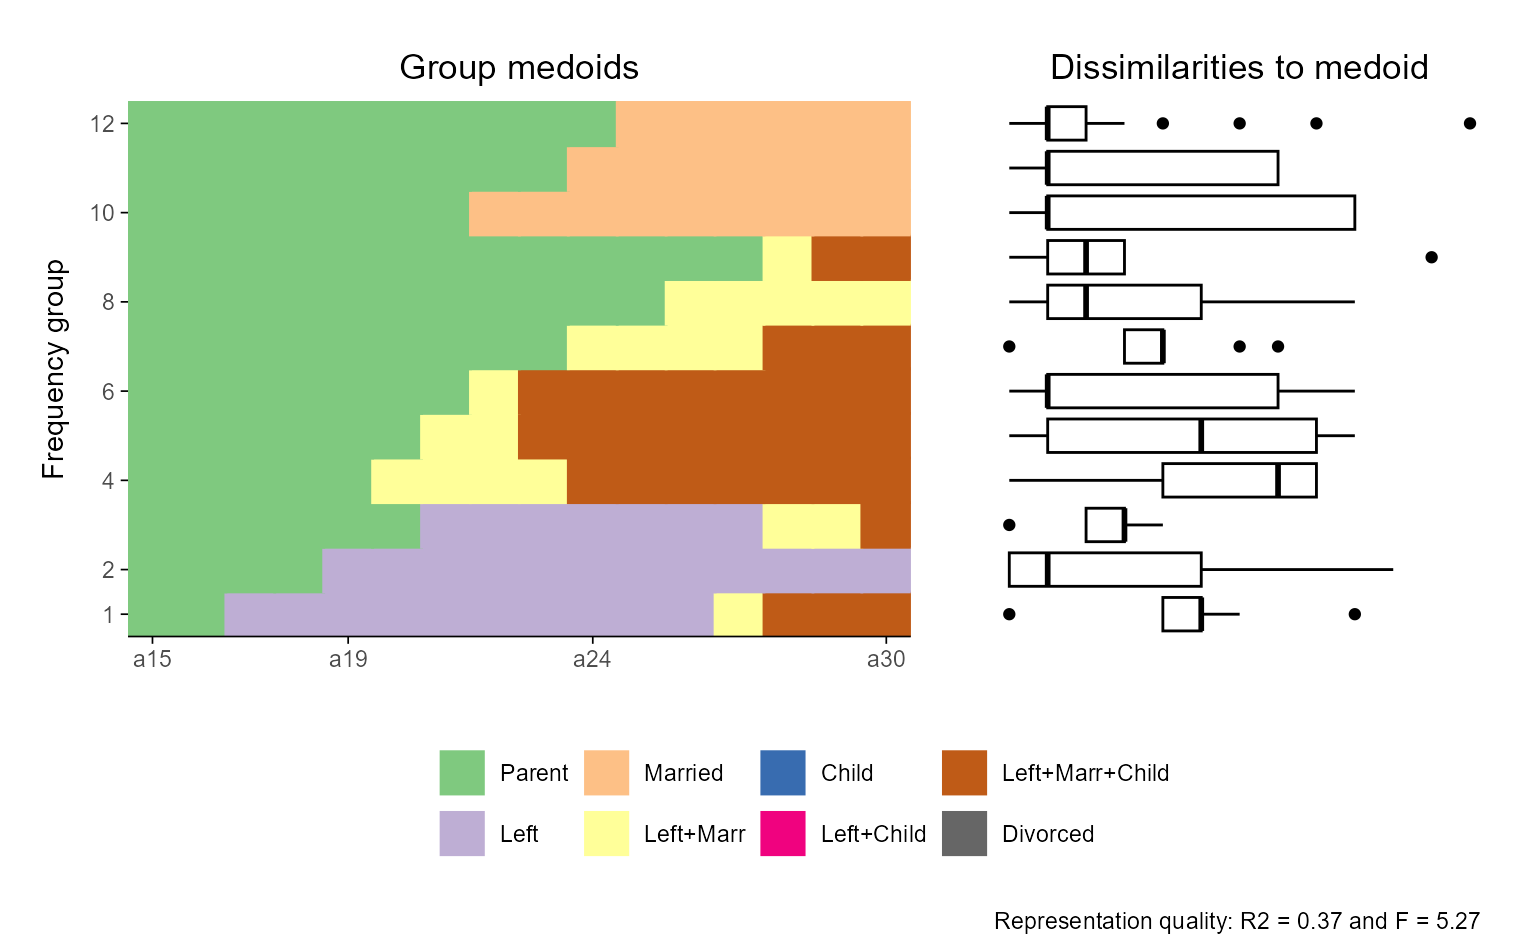 Group medoids
Dissimilarities to medoid
Frequency group
12
10
8
6
4
2
1
a15 a19 a24 a30
Parent Married Child Left+Marr+Child
Left Left+Marr Left+Child Divorced
Representation quality: R2 = 0.37 and F = 5.27